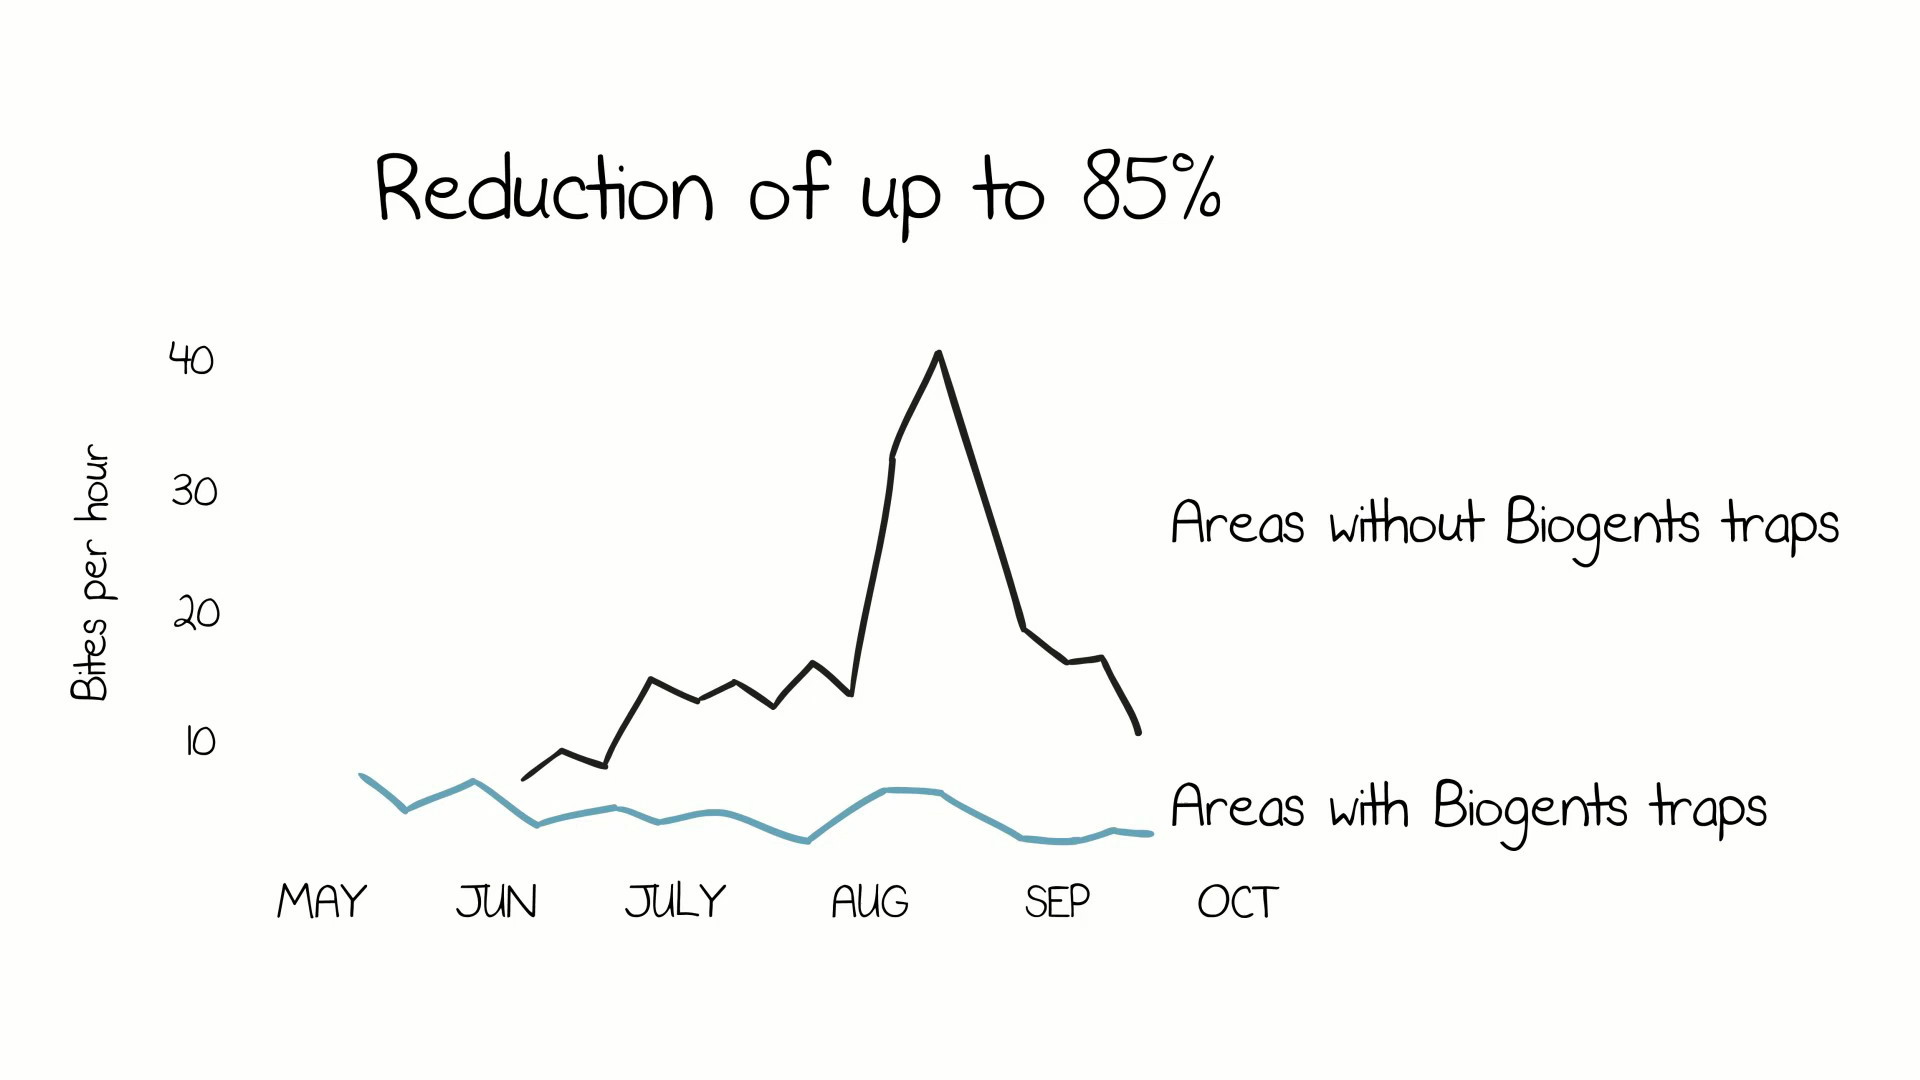 Reduction of up to 85%
40
30
20
10
Bites per hour
Areas without Biogents traps
Areas with Biogents traps
MAY JUN JULY AUG SEP OCT